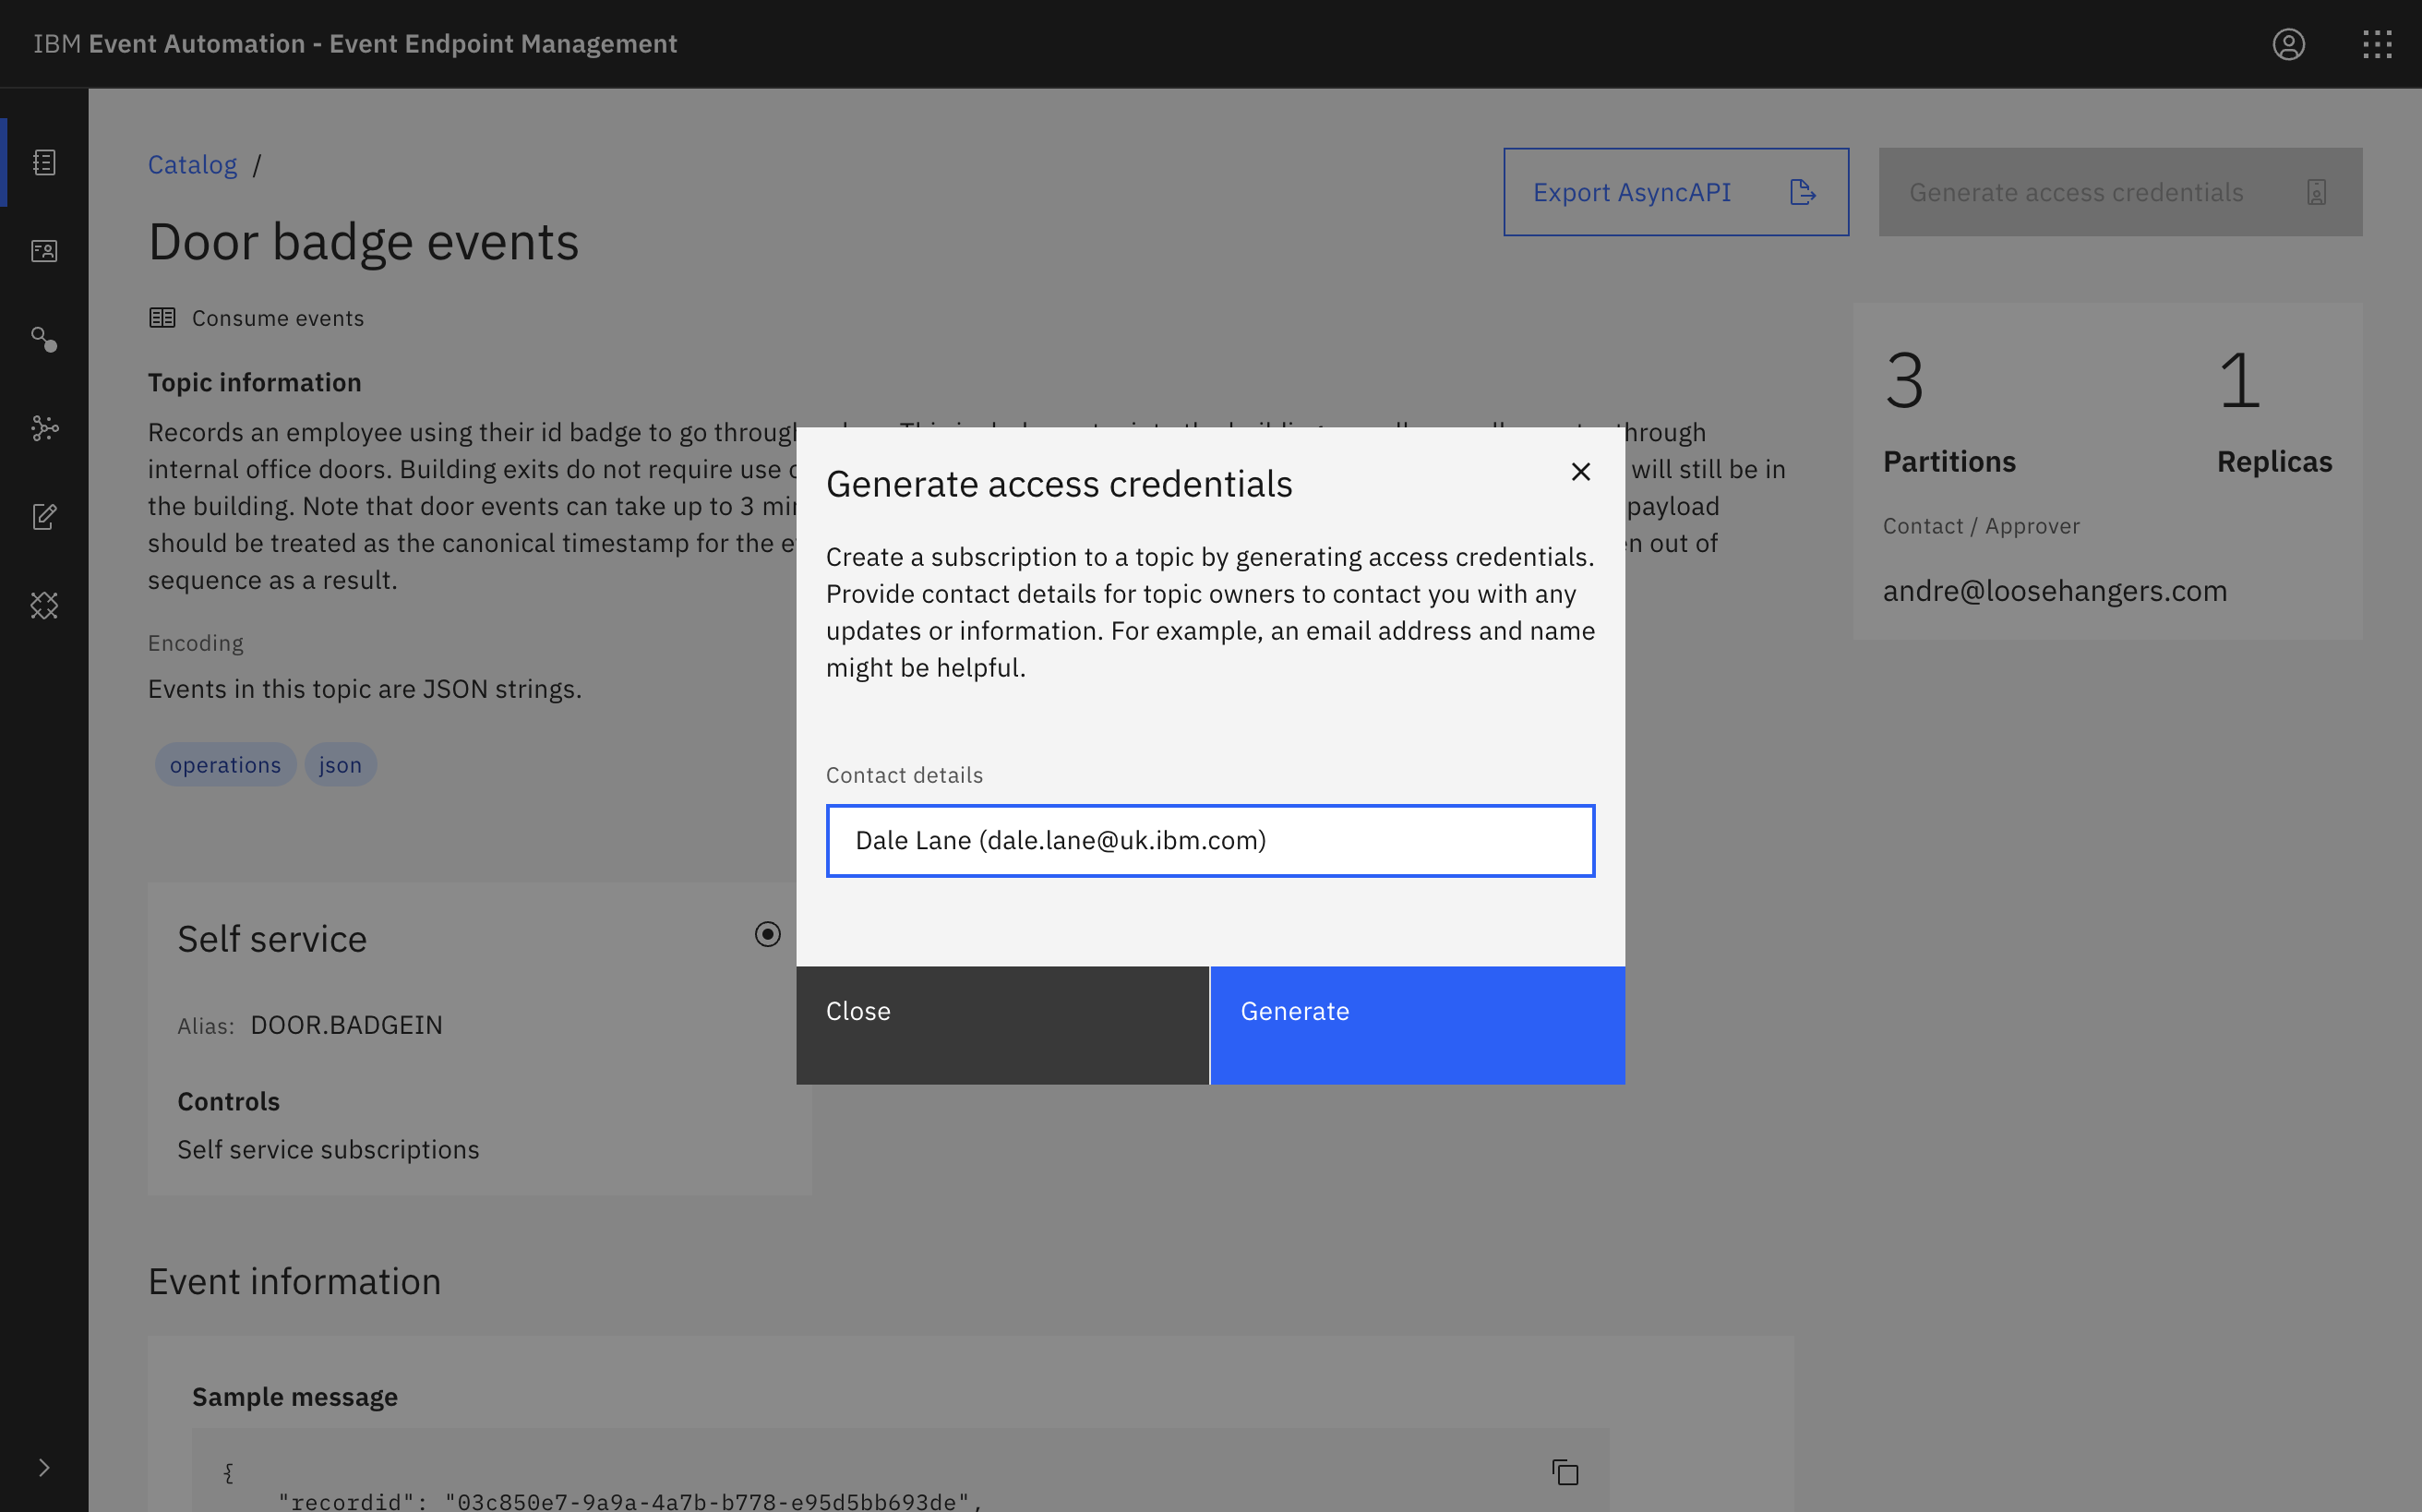 IBM Event Automation - Event Endpoint Management
Catalog /
Export AsyncAPI
Generate access credentials
Door badge events
Consume events
Topic information
Records an employee using their id badge to go through
through
internal office doors. Building exits do not require use
will still be in
the building. Note that door events can take up to 3
payload
should be treated as the canonical timestamp for the
out of
sequence as a result.
Encoding
Events in this topic are JSON strings.
operations json
3 1
Partitions Replicas
Contact / Approver
andre@loosehangers.com
Generate access credentials
Create a subscription to a topic by generating access credentials.
Provide contact details for topic owners to contact you with any
updates or information. For example, an email address and name
might be helpful.
Contact details
Dale Lane (dale.lane@uk.ibm.com)
Close
Generate
Self service
Alias: DOOR.BADGEIN
Controls
Self service subscriptions
Event information
Sample message
{
"recordid": "03c850e7-9a9a-4a7b-b778-e95d5bb693de",